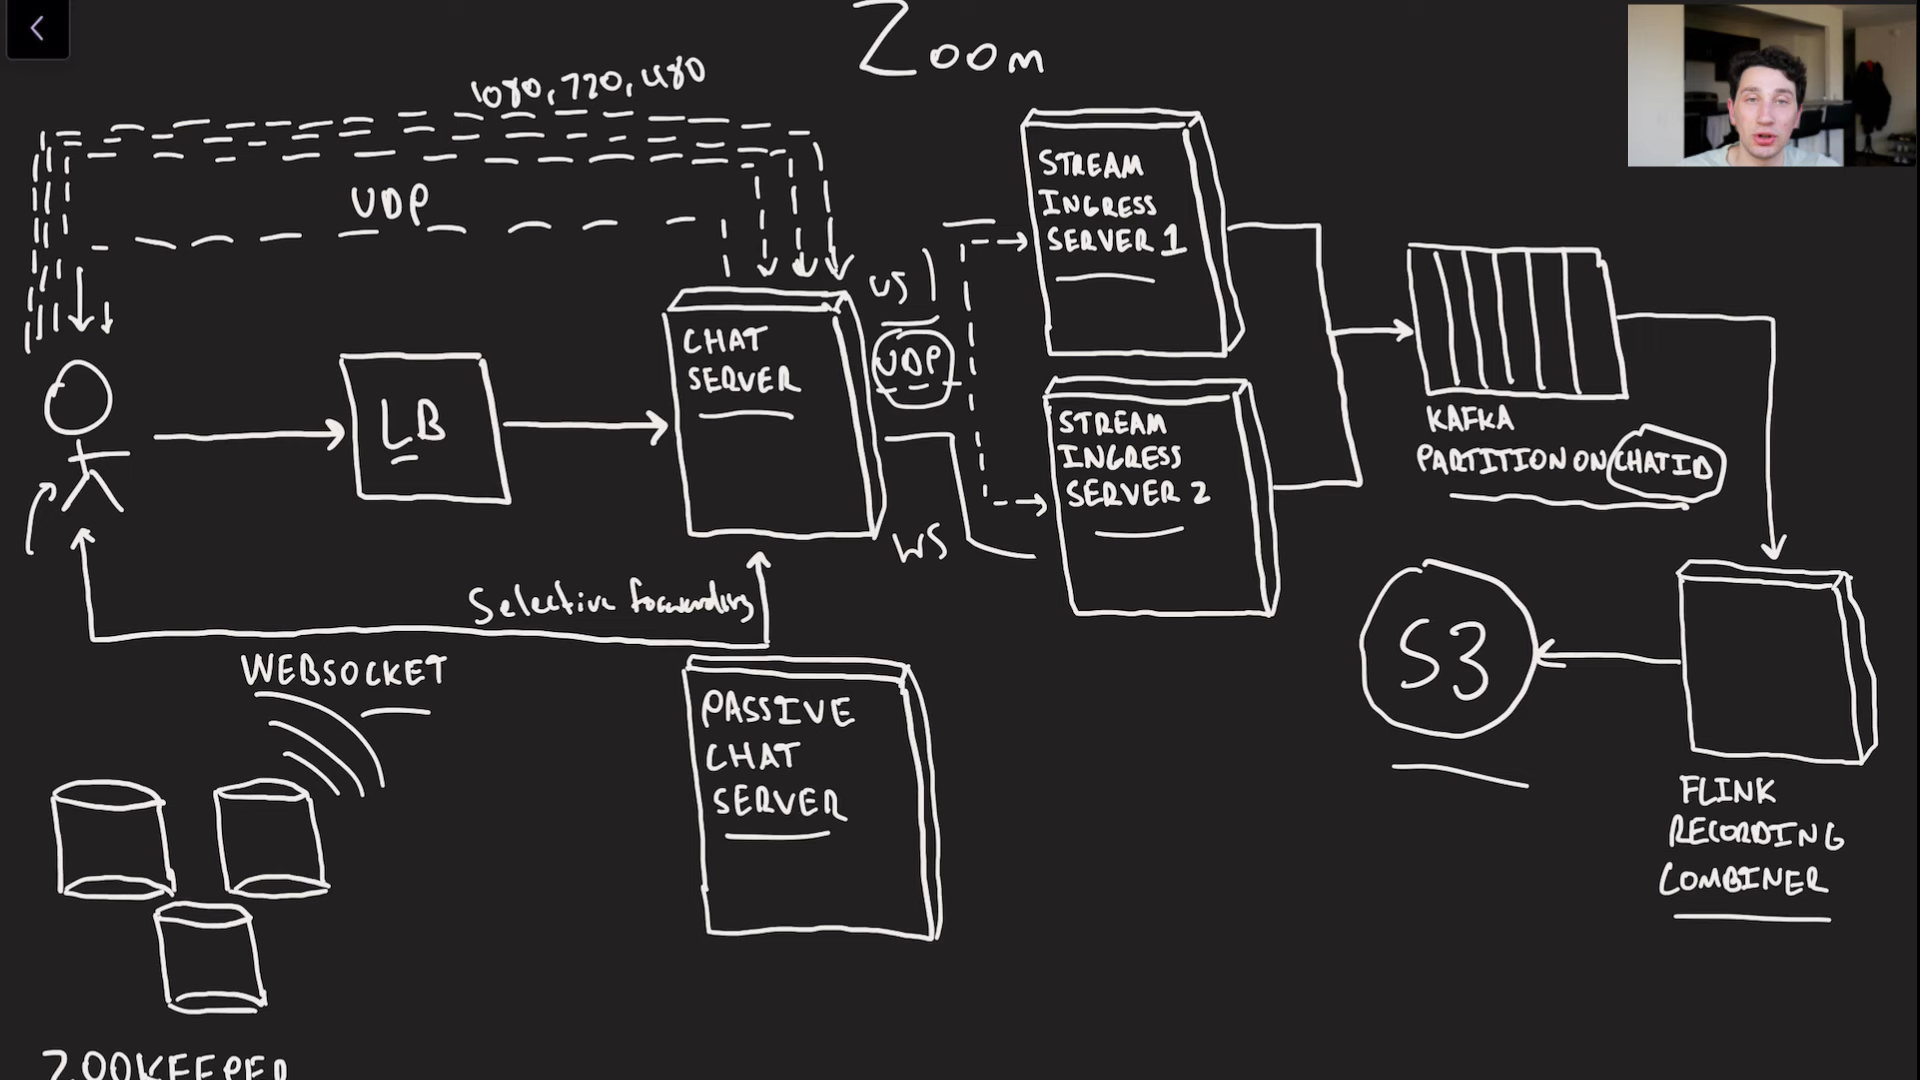 ZOOM
1080, 720, 480
UDP
LB
CHAT
SERVER
WS
UDP
WS
STREAM
INGRESS
SERVER 1
STREAM
INGRESS
SERVER 2
KAFKA
PARTITION ON CHATID
Selective forwarding
WEBSOCKET
PASSIVE
CHAT
SERVER
S3
FLINK
RECORDING
COMBINER
ZOOKEEPER